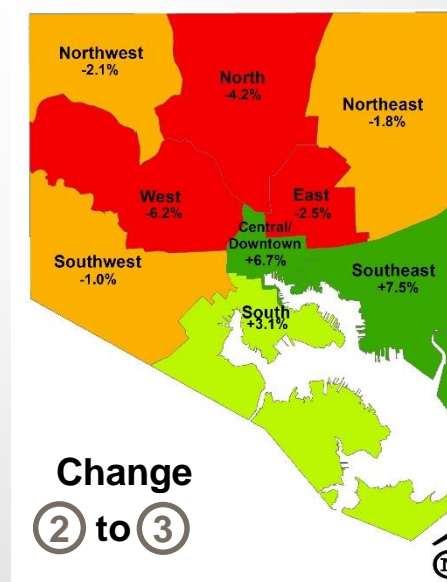 Northwest
-2.1%
North
-4.2%
Northeast
-1.8%
West
-6.2%
East
-2.5%
Central/
Downtown
+6.7%
Southwest
-1.0%
Southeast
+7.5%
South
+3.1%
Change
2 to 3
N